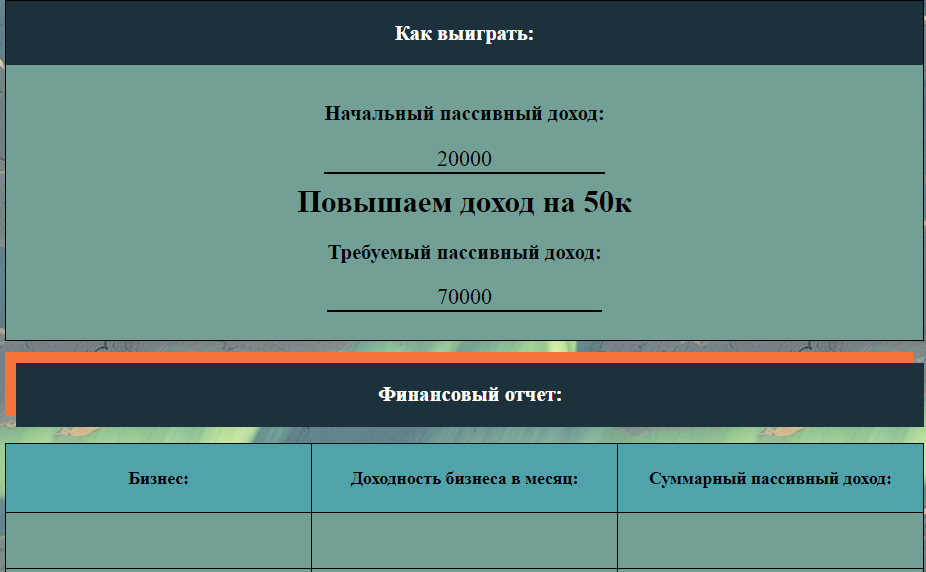 Как выиграть:
Начальный пассивный доход:
20000
Повышаем доход на 50к
Требуемый пассивный доход:
70000
Финансовый отчет:
Бизнес:
Доходность бизнеса в месяц:
Суммарный пассивный доход: